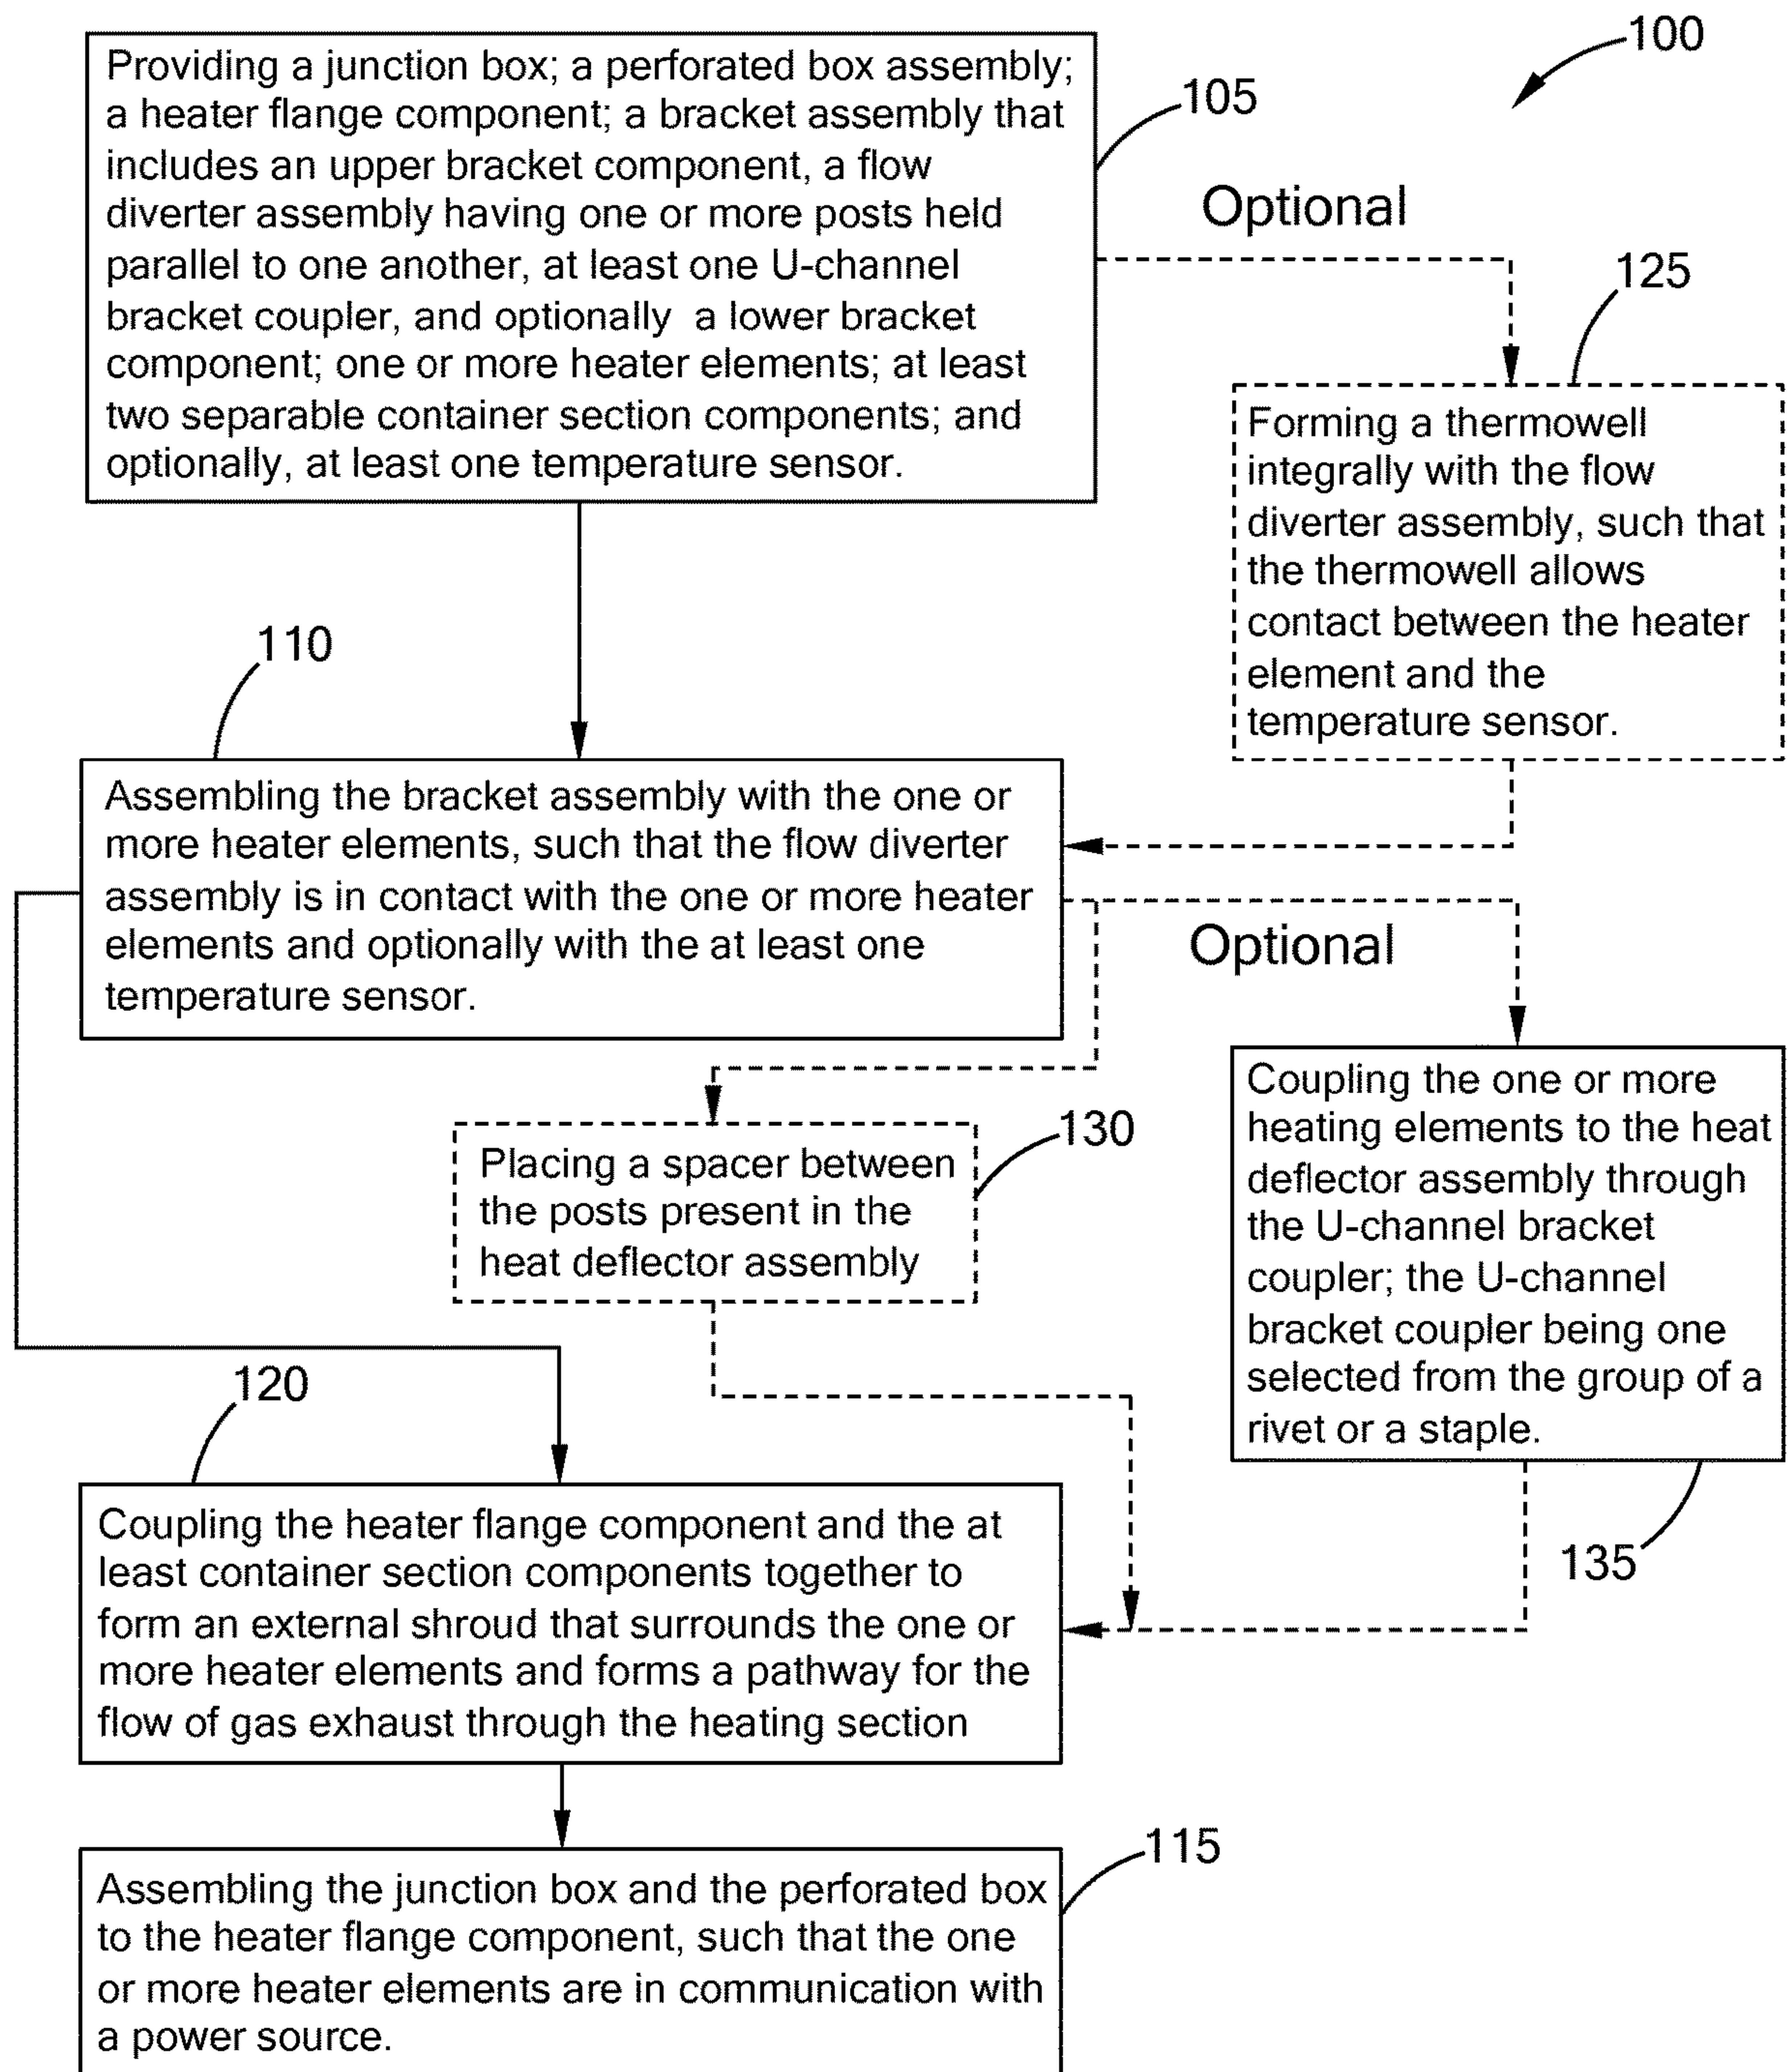 100
Providing a junction box; a perforated box assembly;
a heater flange component; a bracket assembly that
includes an upper bracket component, a flow
diverter assembly having one or more posts held
parallel to one another, at least one U-channel
bracket coupler, and optionally a lower bracket
component; one or more heater elements; at least
two separable container section components; and
optionally, at least one temperature sensor.
105
Optional
125
Forming a thermowell
integrally with the flow
diverter assembly, such that
the thermowell allows
contact between the heater
element and the
temperature sensor.
110
Assembling the bracket assembly with the one or
more heater elements, such that the flow diverter
assembly is in contact with the one or more heater
elements and optionally with the at least one
temperature sensor.
Optional
130
Placing a spacer between
the posts present in the
heat deflector assembly
Coupling the one or more
heating elements to the heat
deflector assembly through
the U-channel bracket
coupler; the U-channel
bracket coupler being one
selected from the group of a
rivet or a staple.
135
120
Coupling the heater flange component and the at
least container section components together to
form an external shroud that surrounds the one or
more heater elements and forms a pathway for the
flow of gas exhaust through the heating section
115
Assembling the junction box and the perforated box
to the heater flange component, such that the one
or more heater elements are in communication with
a power source.